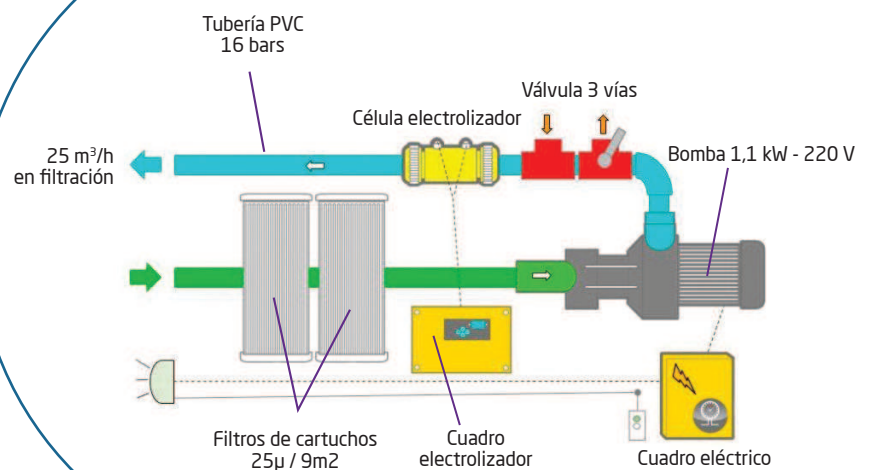 Tubería PVC
16 bars
Válvula 3 vías
Célula electrolizador
25 m³/h
en filtración
Bomba 1,1 kW - 220 V
Filtros de cartuchos
25µ / 9m2
Cuadro
electrolizador
Cuadro eléctrico